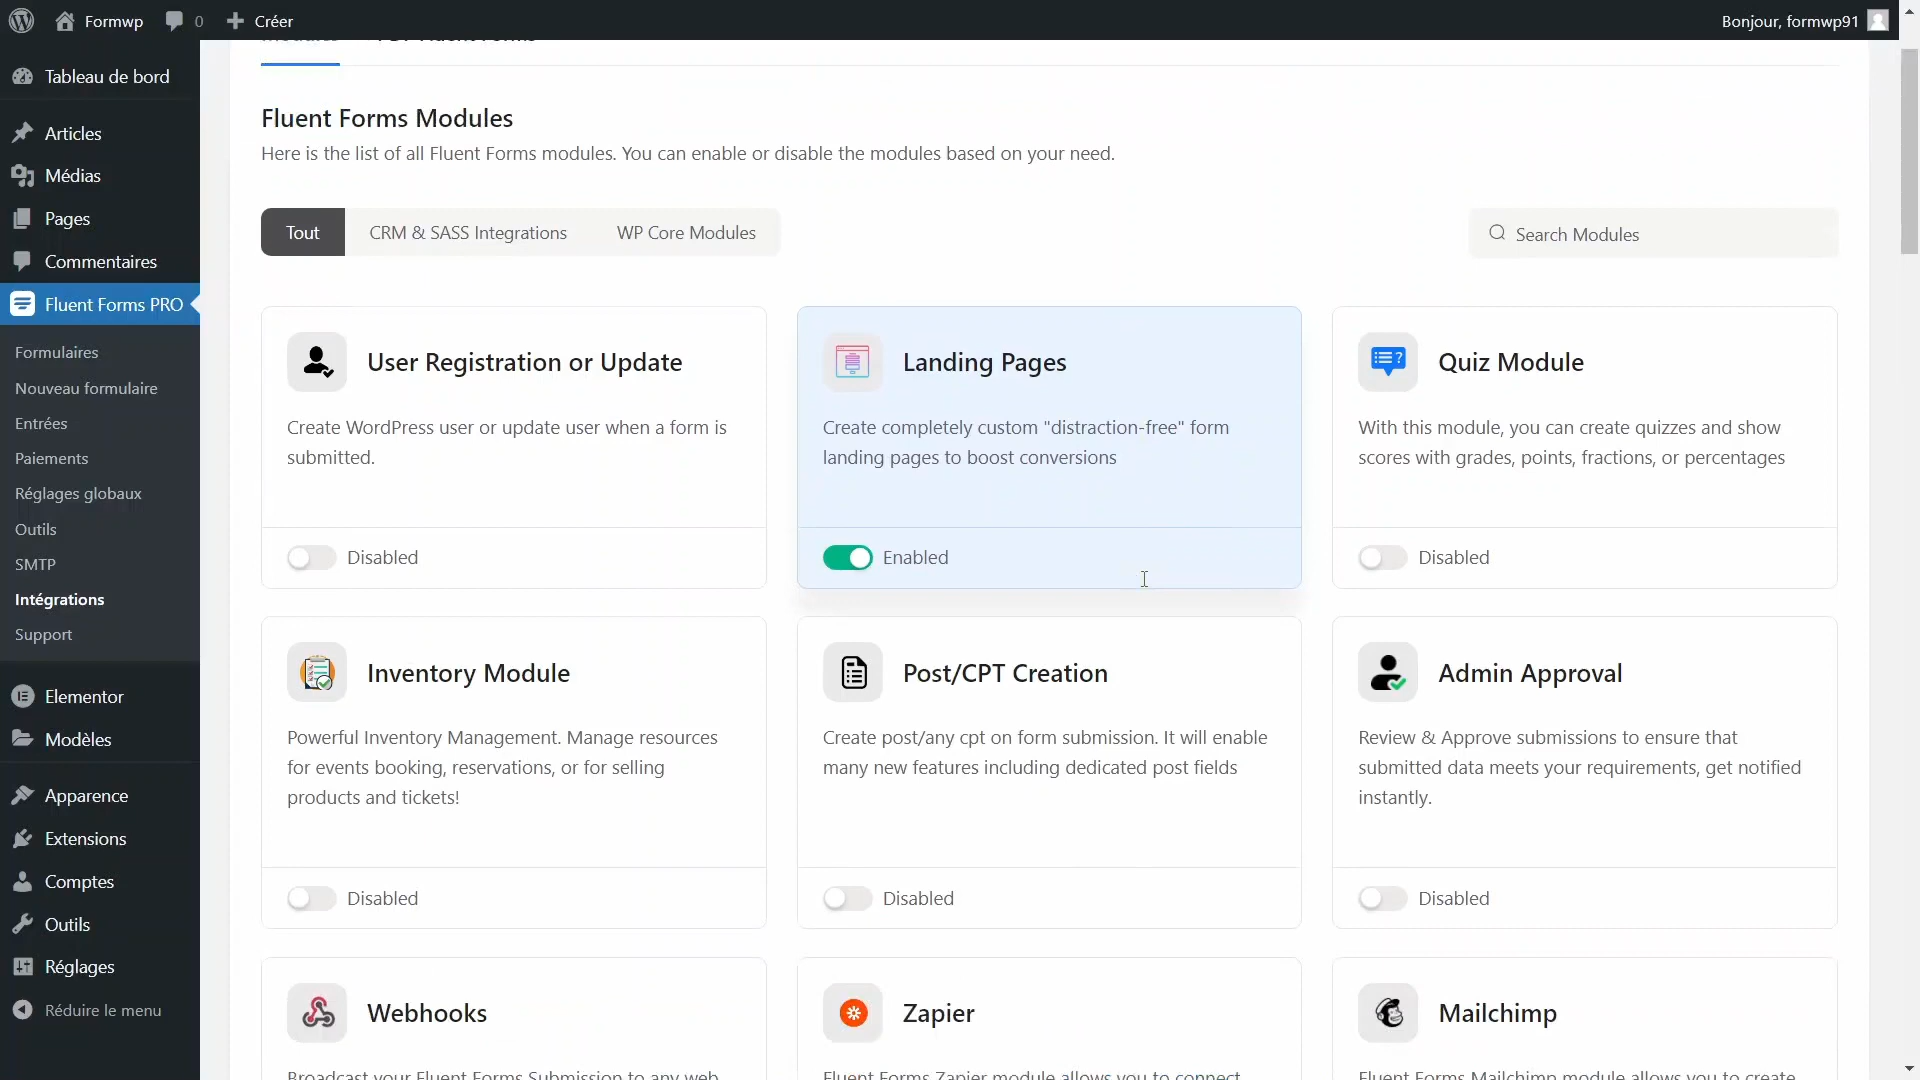 Formwp
0
Créer
Bonjour, formwp91
Tableau de bord
Articles
Médias
Pages
Commentaires
Fluent Forms PRO
Formulaires
Nouveau formulaire
Entrées
Paiements
Réglages globaux
Outils
SMTP
Intégrations
Support
Elementor
Modèles
Apparence
Extensions
Comptes
Outils
Réglages
Réduire le menu
Fluent Forms Modules
Here is the list of all Fluent Forms modules. You can enable or disable the modules based on your need.
Tout
CRM & SASS Integrations
WP Core Modules
Search Modules
User Registration or Update
Create WordPress user or update user when a form is
submitted.
Disabled
Landing Pages
Create completely custom "distraction-free" form
landing pages to boost conversions
Enabled
Quiz Module
With this module, you can create quizzes and show
scores with grades, points, fractions, or percentages
Disabled
Inventory Module
Powerful Inventory Management. Manage resources
for events booking, reservations, or for selling
products and tickets!
Disabled
Post/CPT Creation
Create post/any cpt on form submission. It will enable
many new features including dedicated post fields
Disabled
Admin Approval
Review & Approve submissions to ensure that
submitted data meets your requirements, get notified
instantly.
Disabled
Webhooks
Broadcast your Fluent Forms Submission to any web
Zapier
Fluent Forms Zapier module allows you to connect
Mailchimp
Fluent Forms Mailchimp module allows you to create